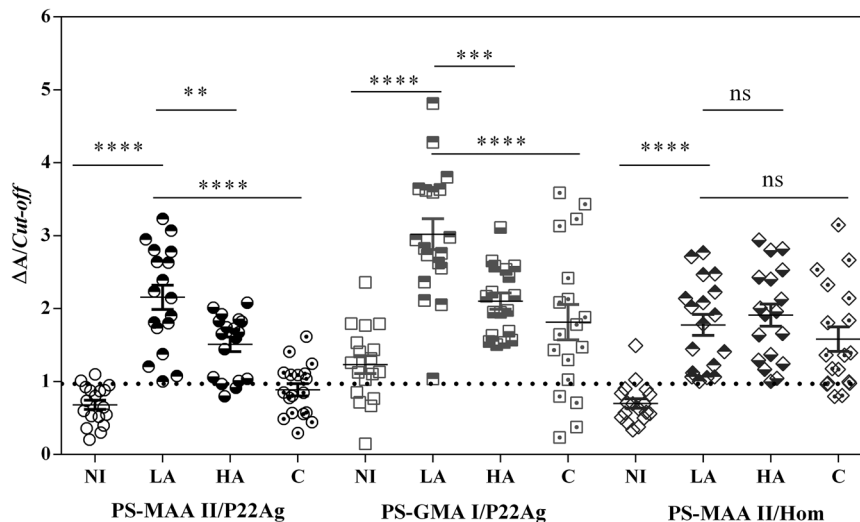 6
5
4
3
2
1
0
ΔA/Cut-off
****
**
****
****
***
****
****
ns
ns
NI LA HA C NI LA HA C NI LA HA C
PS-MAA II/P22Ag PS-GMA I/P22Ag PS-MAA II/Hom